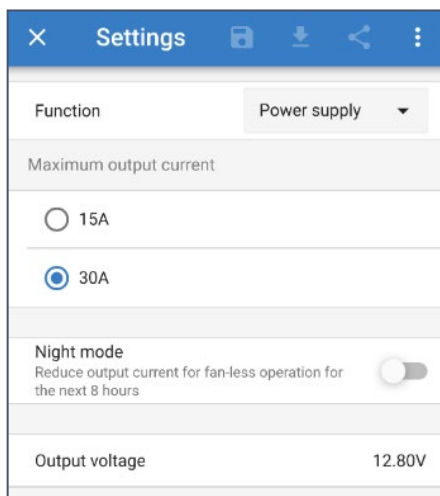 Settings
Function
Power supply
Maximum output current
15A
30A
Night mode
Reduce output current for fan-less operation for
the next 8 hours
Output voltage
12.80V